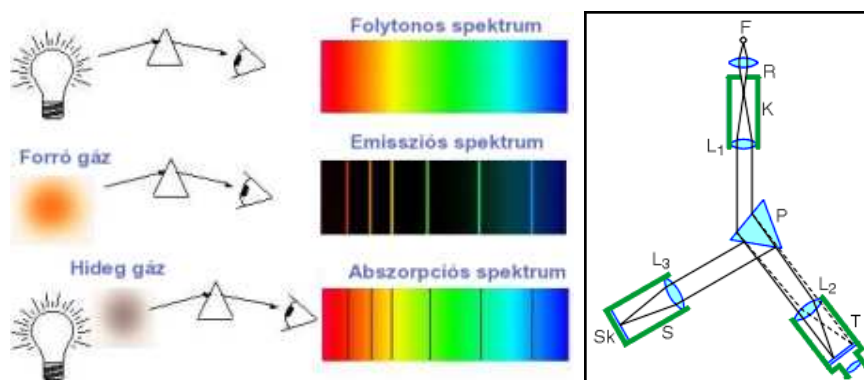 Folytonos spektrum
Emissziós spektrum
Forró gáz
Hideg gáz
Abszorpciós spektrum
F
R
K
L1
P
L3
L2
S
T
Sk